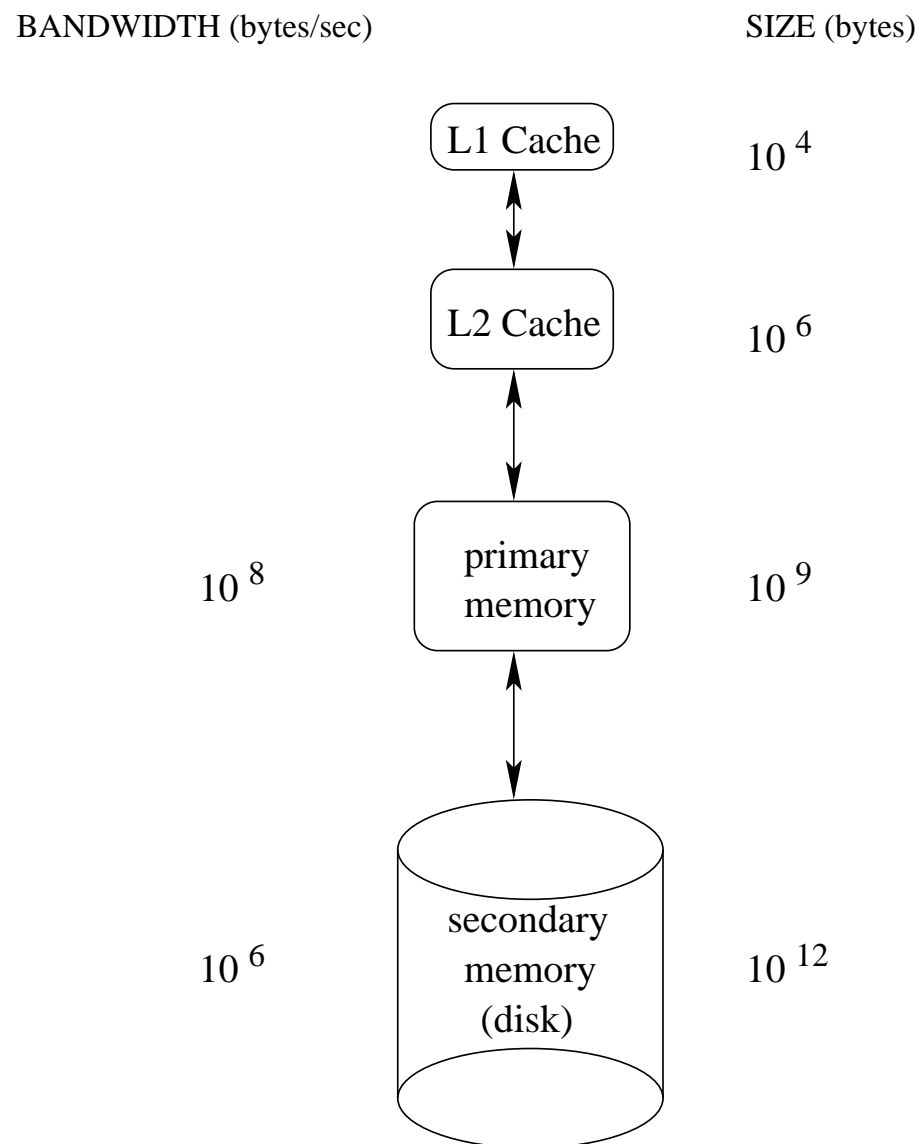 BANDWIDTH (bytes/sec)
SIZE (bytes)
L1 Cache
10 4
L2 Cache
10 6
primary
memory
10 8
10 9
secondary
memory
(disk)
10 6
10 12